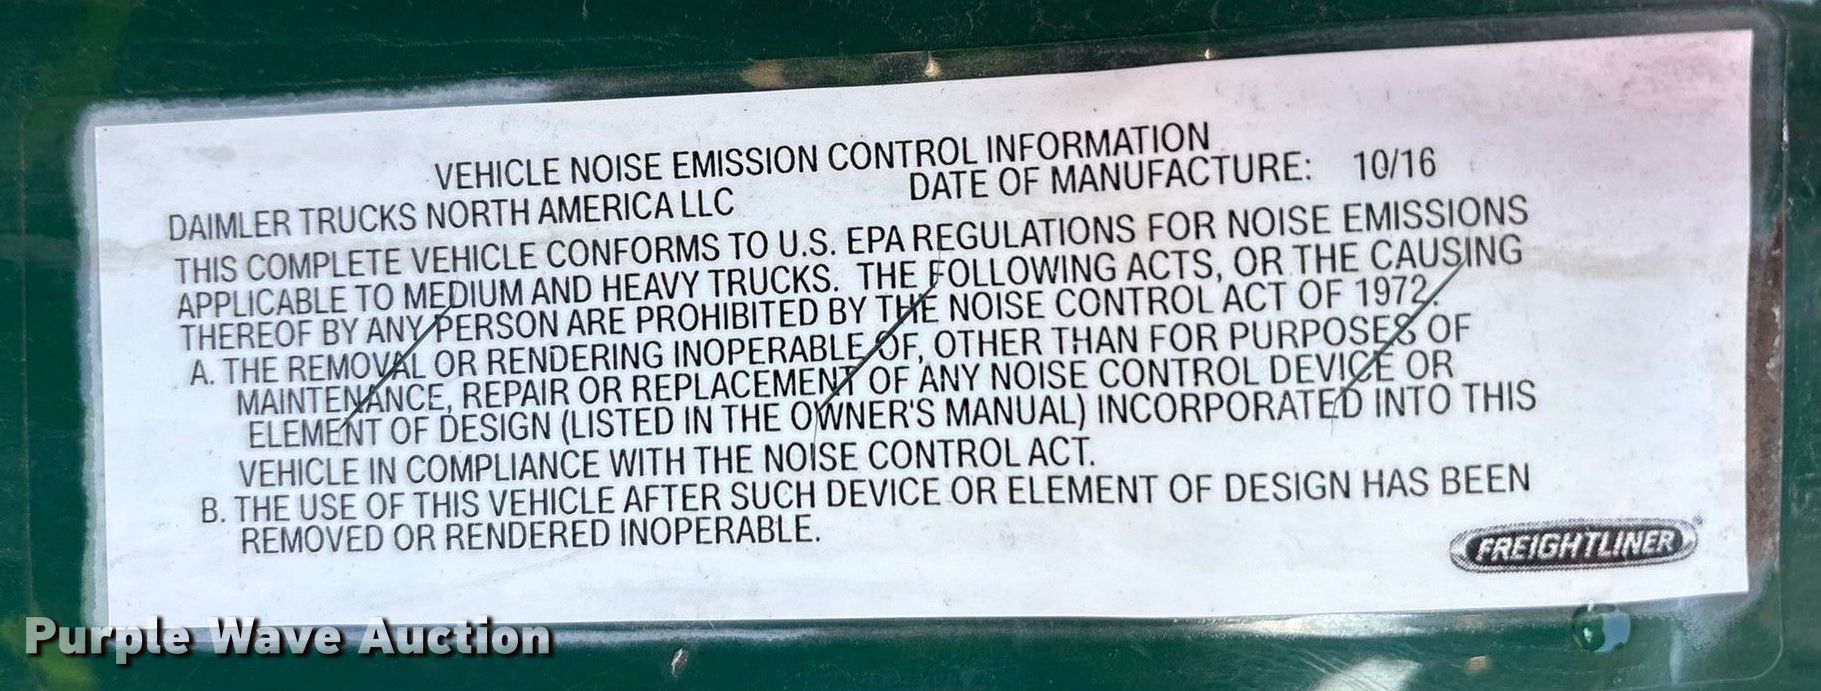 VEHICLE NOISE EMISSION CONTROL INFORMATION
DAIMLER TRUCKS NORTH AMERICA LLC DATE OF MANUFACTURE: 10/16
THIS COMPLETE VEHICLE CONFORMS TO U.S. EPA REGULATIONS FOR NOISE EMISSIONS
APPLICABLE TO MEDIUM AND HEAVY TRUCKS. THE FOLLOWING ACTS, OR THE CAUSING
THEREOF BY ANY PERSON ARE PROHIBITED BY THE NOISE CONTROL ACT OF 1972.
A. THE REMOVAL OR RENDERING INOPERABLE OF, OTHER THAN FOR PURPOSES OF
MAINTENANCE, REPAIR OR REPLACEMENT OF ANY NOISE CONTROL DEVICE OR
ELEMENT OF DESIGN (LISTED IN THE OWNER'S MANUAL) INCORPORATED INTO THIS
VEHICLE IN COMPLIANCE WITH THE NOISE CONTROL ACT.
B. THE USE OF THIS VEHICLE AFTER SUCH DEVICE OR ELEMENT OF DESIGN HAS BEEN
REMOVED OR RENDERED INOPERABLE.
FREIGHTLINER
Purple Wave Auction